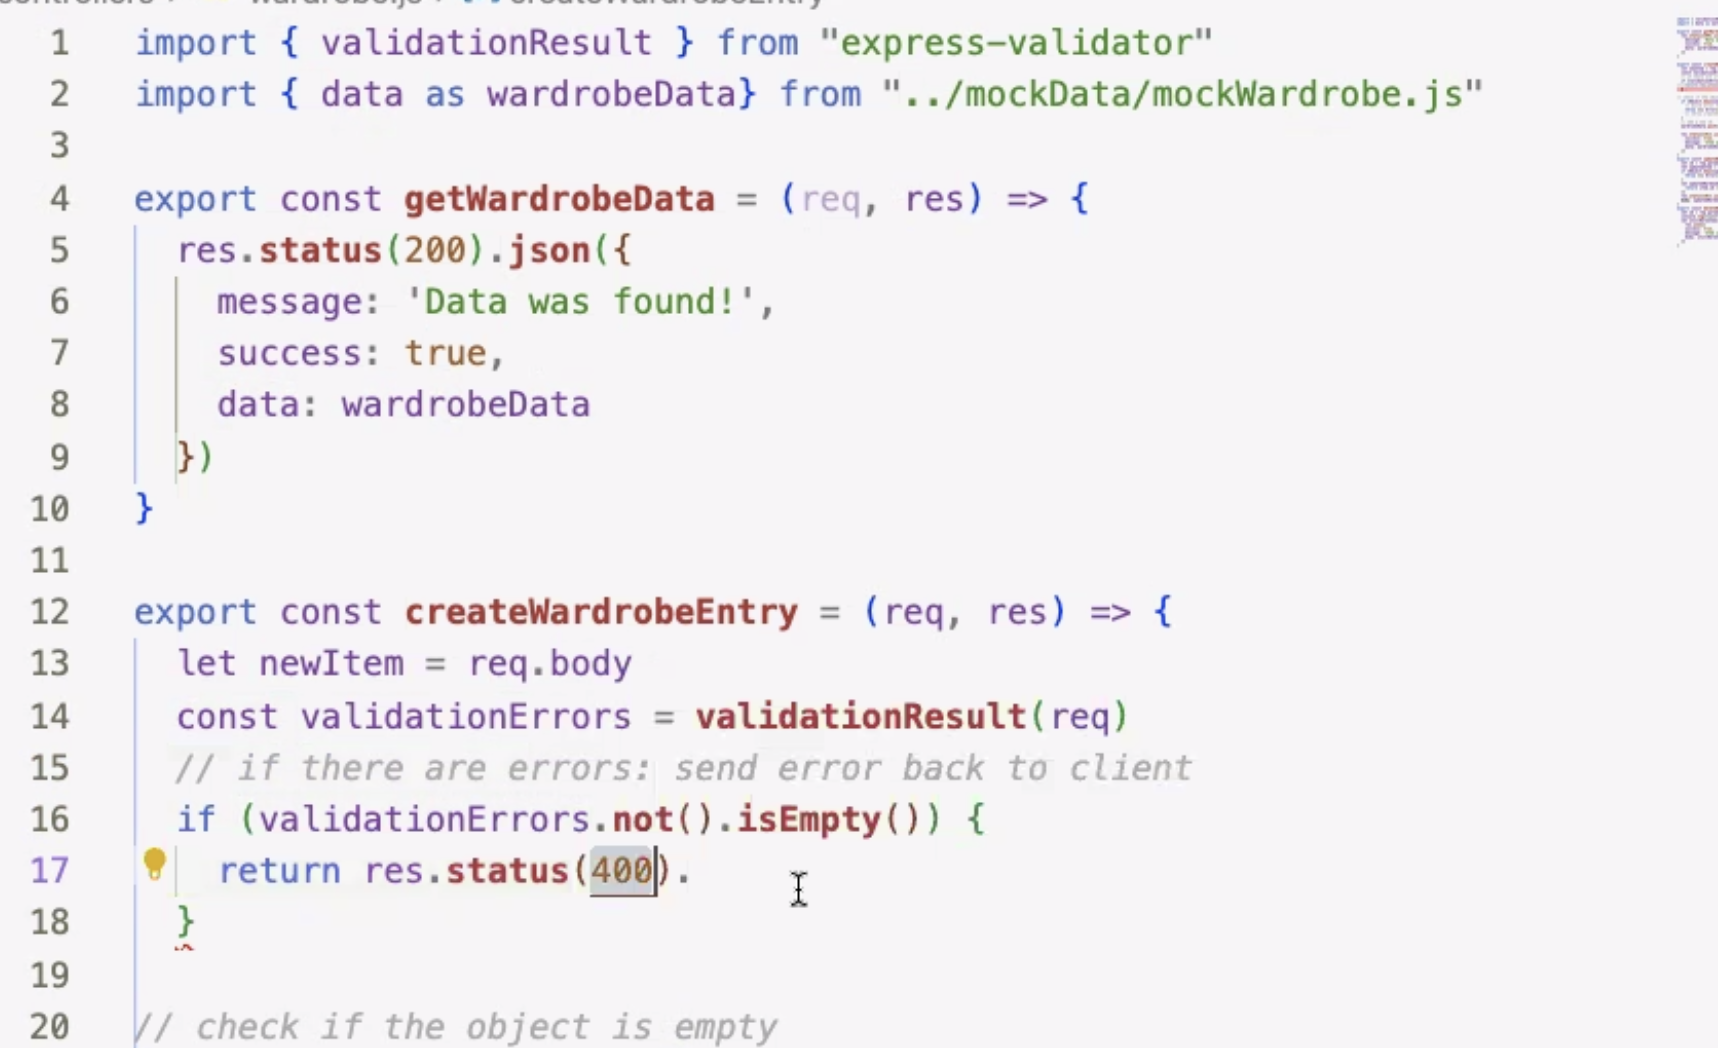 1 import { validationResult } from "express-validator"
2 import { data as wardrobeData} from "../mockData/mockWardrobe.js"
3
4 export const getWardrobeData = (req, res) => {
5   res.status(200).json({
6     message: 'Data was found!',
7     success: true,
8     data: wardrobeData
9   })
10 }
11
12 export const createWardrobeEntry = (req, res) => {
13   let newItem = req.body
14   const validationErrors = validationResult(req)
15   // if there are errors: send error back to client
16   if (validationErrors.not().isEmpty()) {
17     return res.status(400).
18   }
19
20 // check if the object is empty